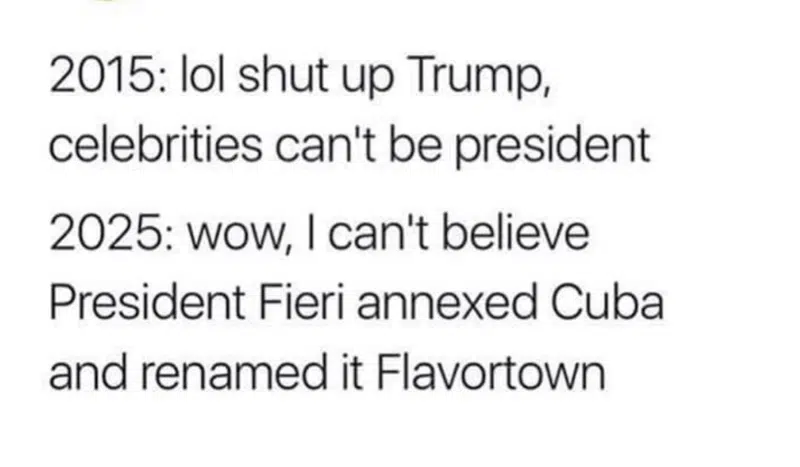 2015: lol shut up Trump,
celebrities can't be president
2025: wow, I can't believe
President Fieri annexed Cuba
and renamed it Flavortown